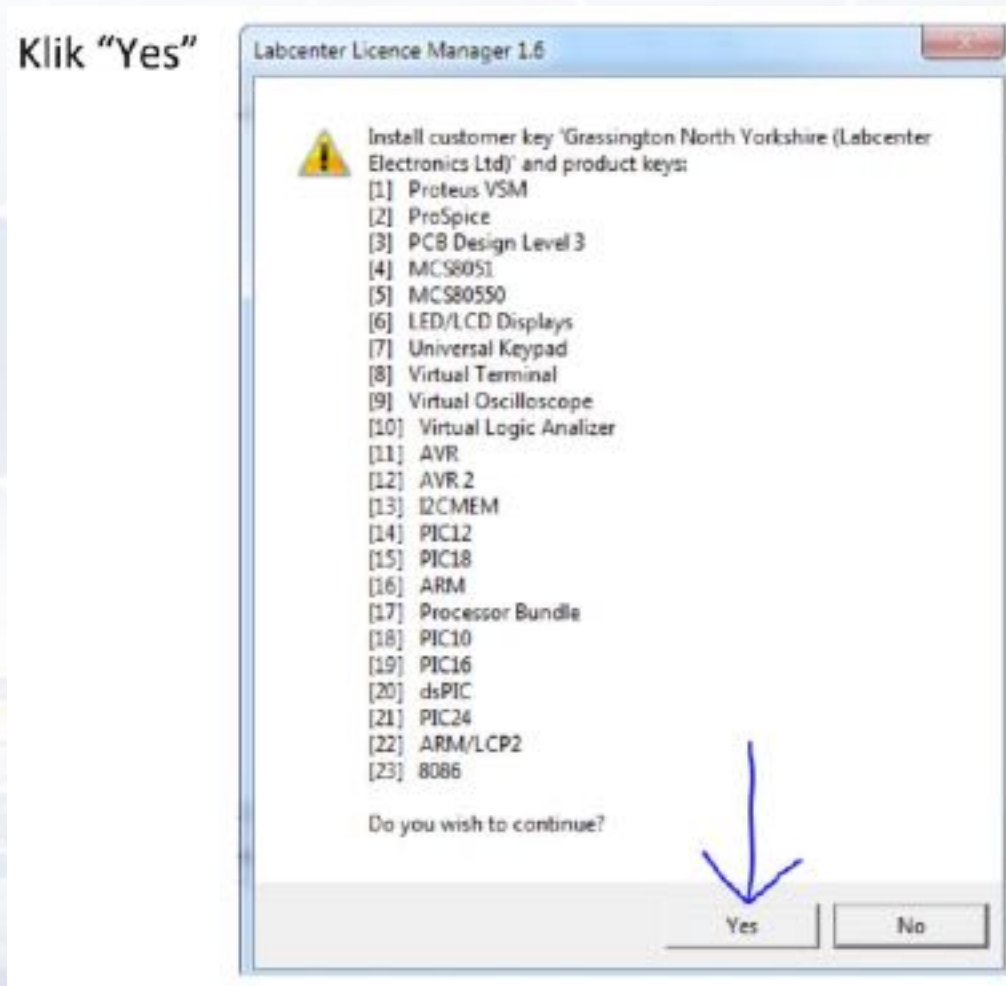 Klik “Yes”
Labcenter Licence Manager 1.6
Install customer key 'Grassington North Yorkshire (Labcenter
Electronics Ltd)' and product keys:
[1] Proteus VSM
[2] ProSpice
[3] PCB Design Level 3
[4] MCS8051
[5] MCS80550
[6] LED/LCD Displays
[7] Universal Keypad
[8] Virtual Terminal
[9] Virtual Oscilloscope
[10] Virtual Logic Analizer
[11] AVR
[12] AVR 2
[13] I2CMEM
[14] PIC12
[15] PIC18
[16] ARM
[17] Processor Bundle
[18] PIC10
[19] PIC16
[20] dsPIC
[21] PIC24
[22] ARM/LCP2
[23] 8086
Do you wish to continue?
Yes No